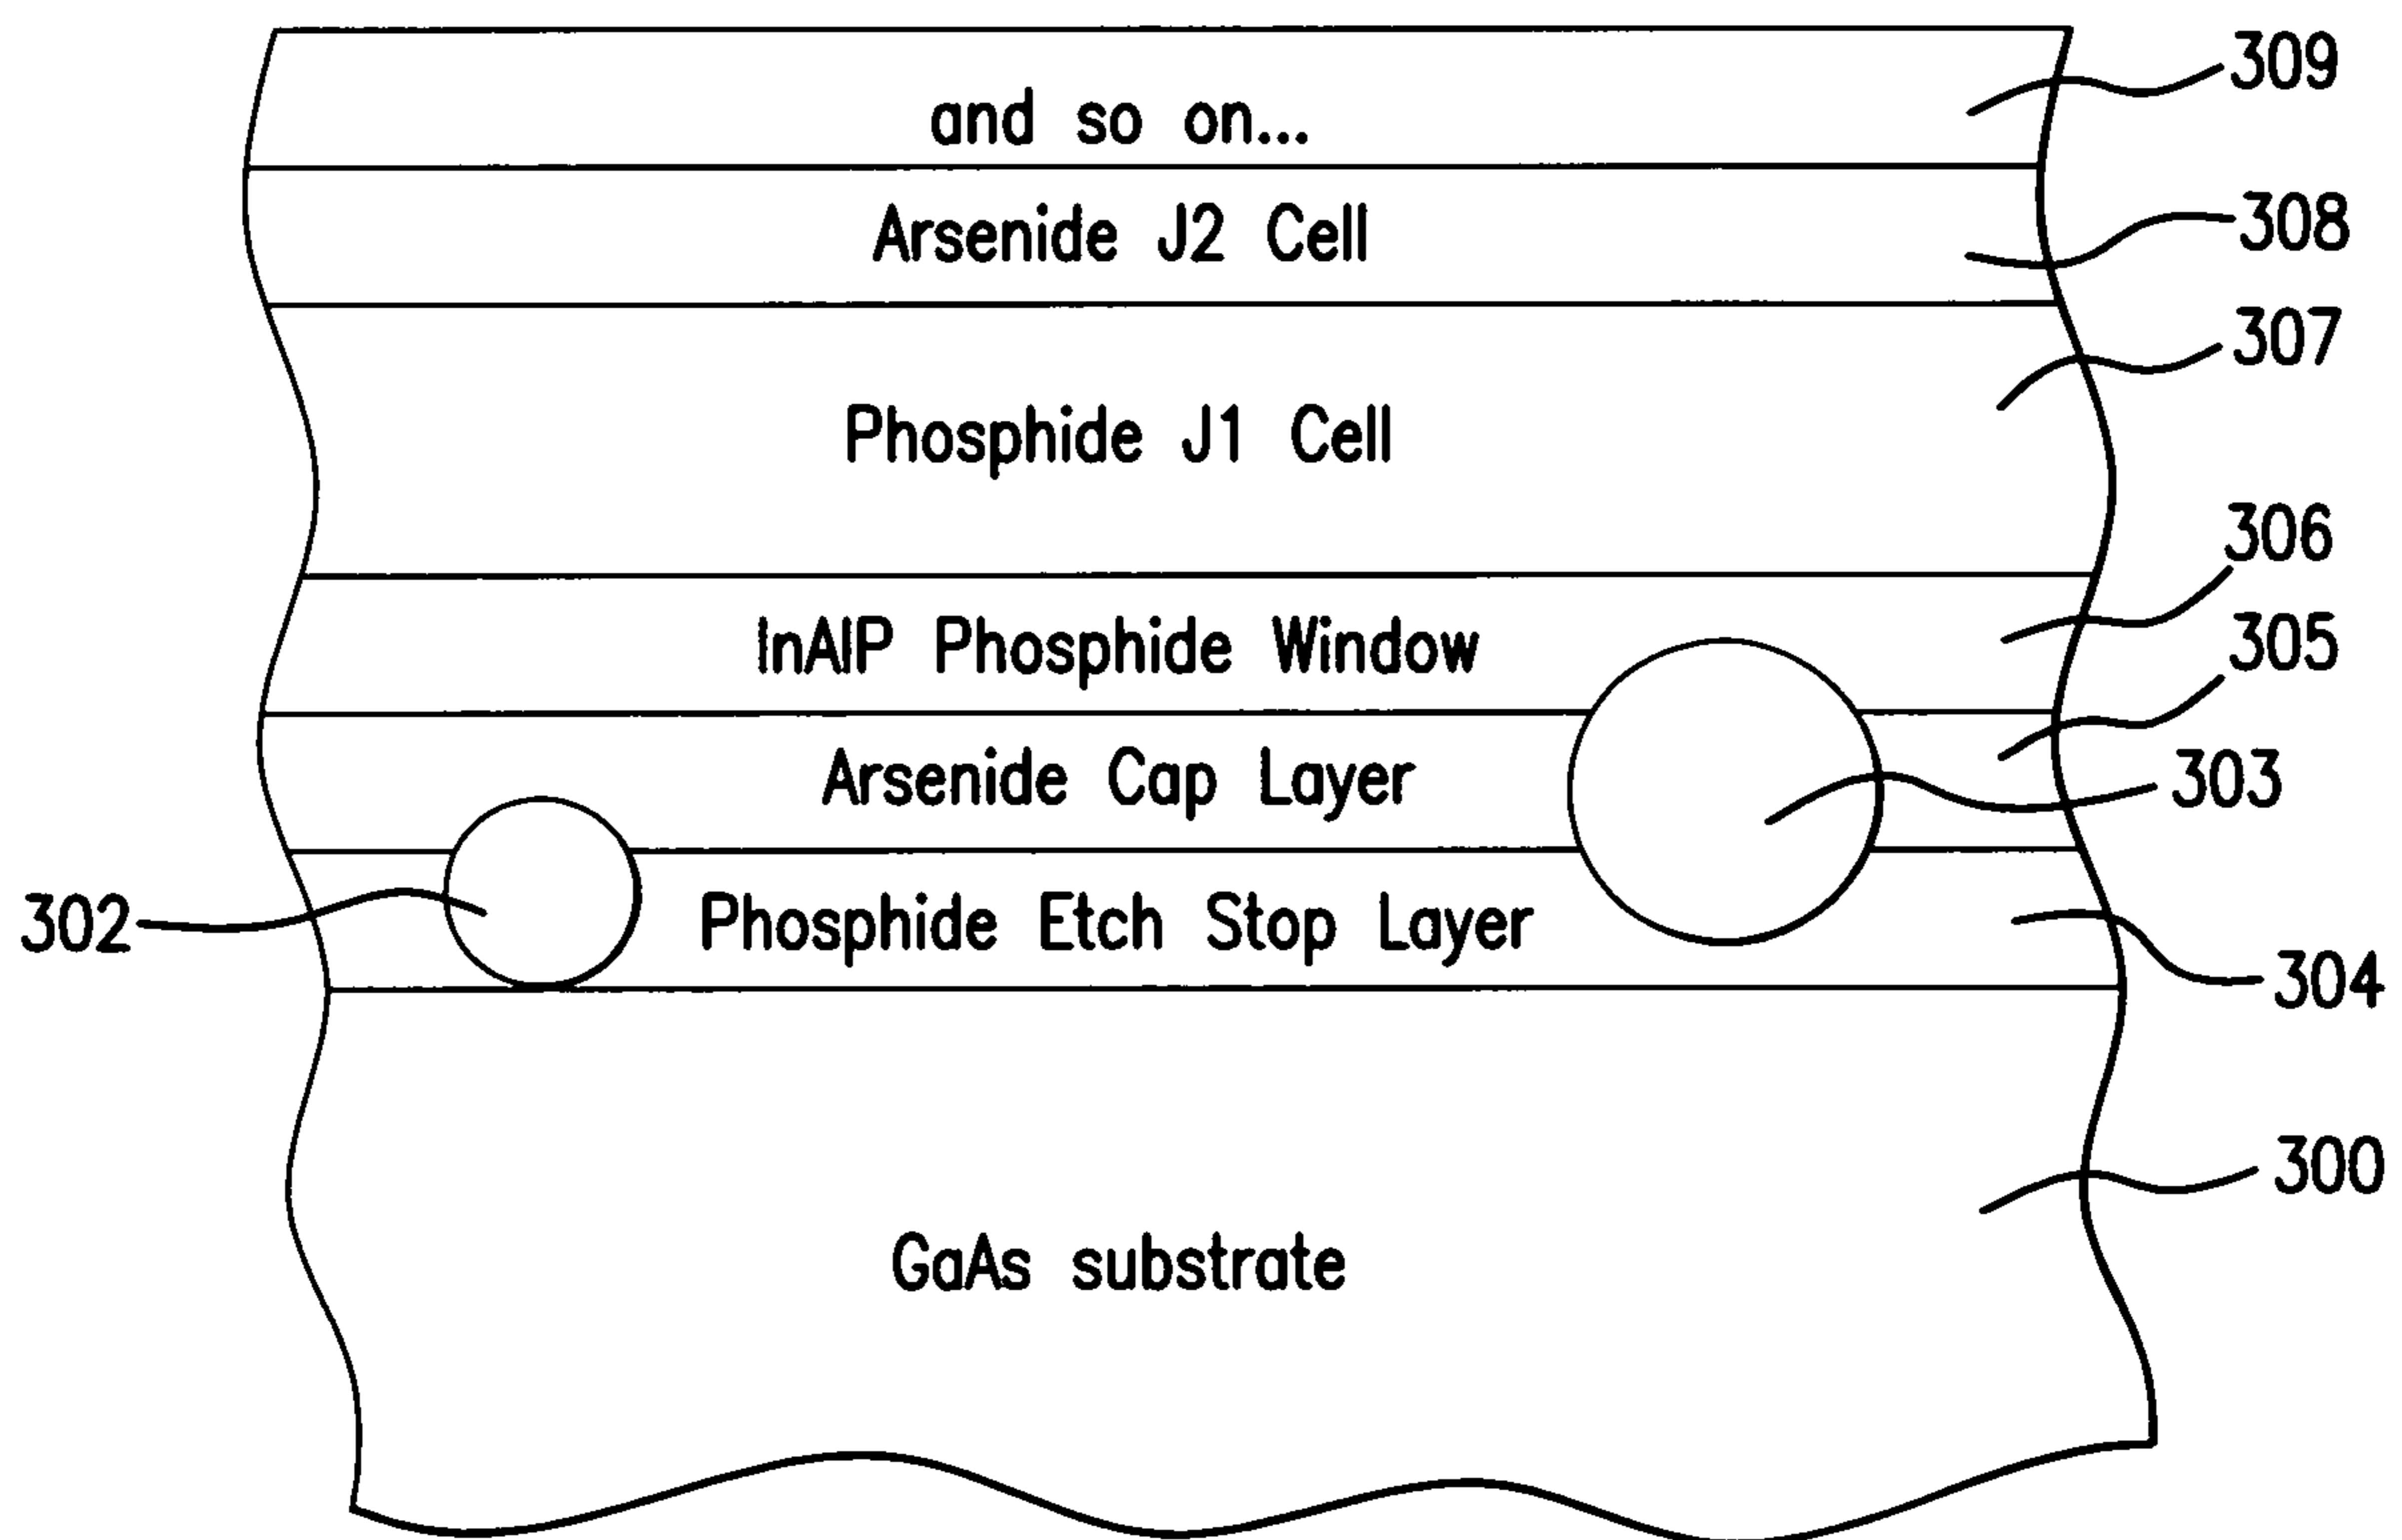 309
and so on...
308
Arsenide J2 Cell
307
Phosphide J1 Cell
306
InAlP Phosphide Window
305
Arsenide Cap Layer
303
302
Phosphide Etch Stop Layer
304
300
GaAs substrate